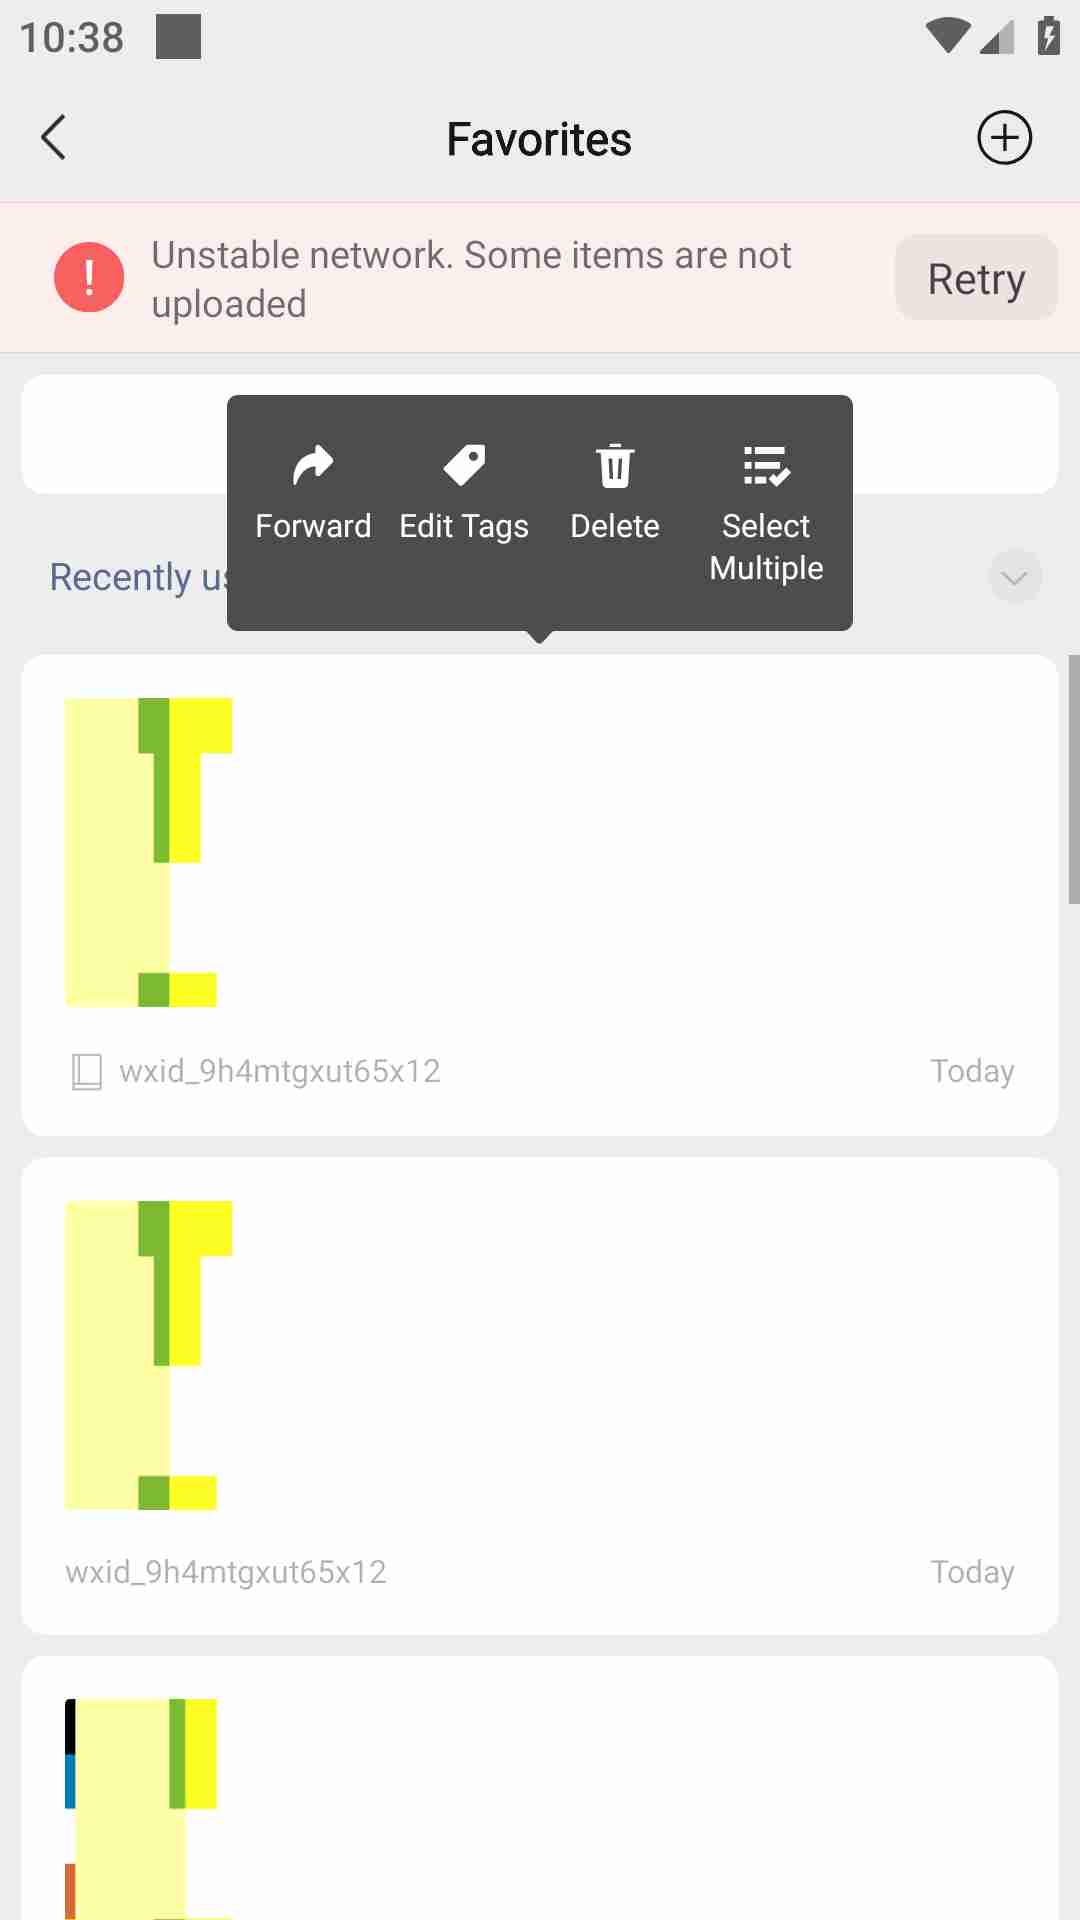 10:38
Favorites
Unstable network. Some items are not
uploaded
Retry
Forward
Edit Tags
Delete
Select
Multiple
Recently
wxid_9h4mtgxut65x12
Today
wxid_9h4mtgxut65x12
Today